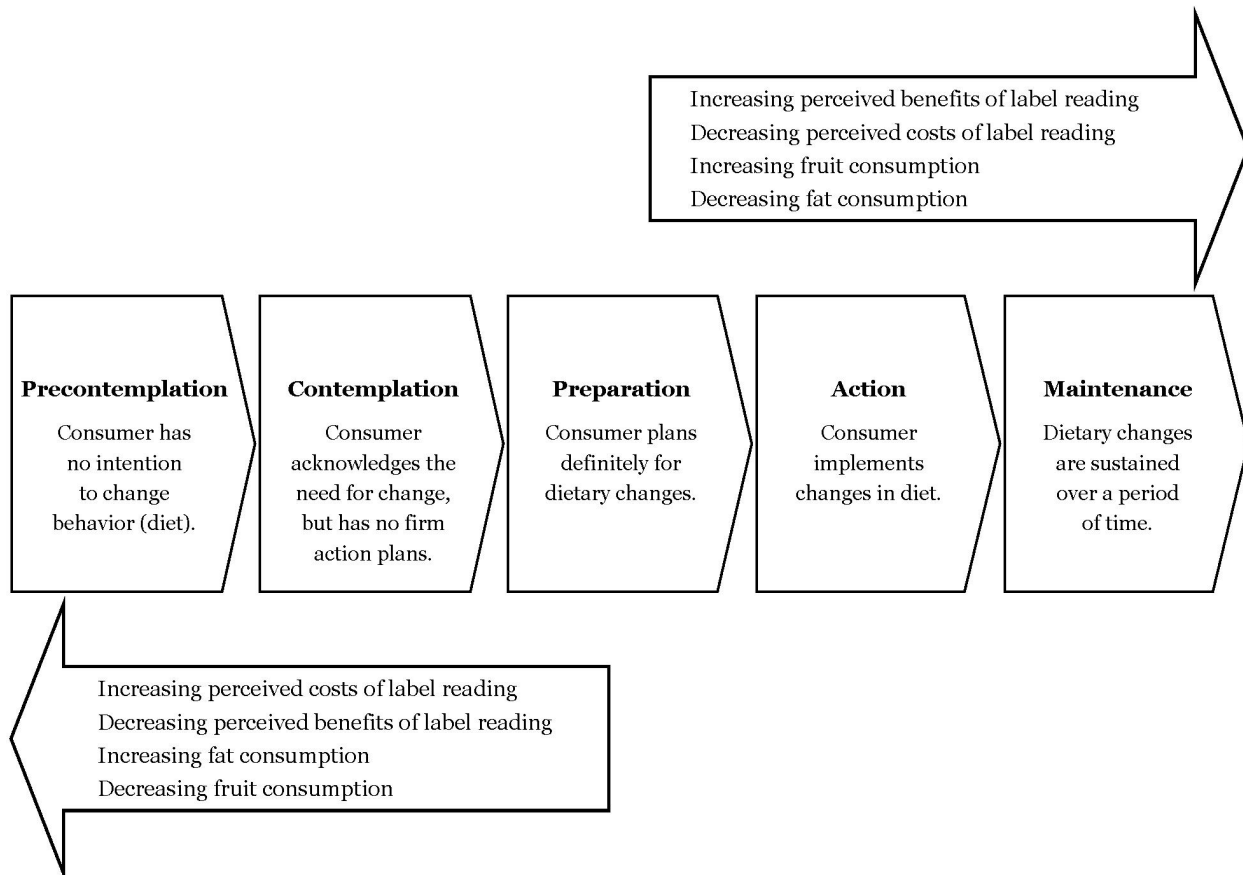 Increasing perceived benefits of label reading
Decreasing perceived costs of label reading
Increasing fruit consumption
Decreasing fat consumption
Precontemplation
Consumer has
no intention
to change
behavior (diet).
Contemplation
Consumer
acknowledges the
need for change,
but has no firm
action plans.
Preparation
Consumer plans
definitely for
dietary changes.
Action
Consumer
implements
changes in diet.
Maintenance
Dietary changes
are sustained
over a period
of time.
Increasing perceived costs of label reading
Decreasing perceived benefits of label reading
Increasing fat consumption
Decreasing fruit consumption